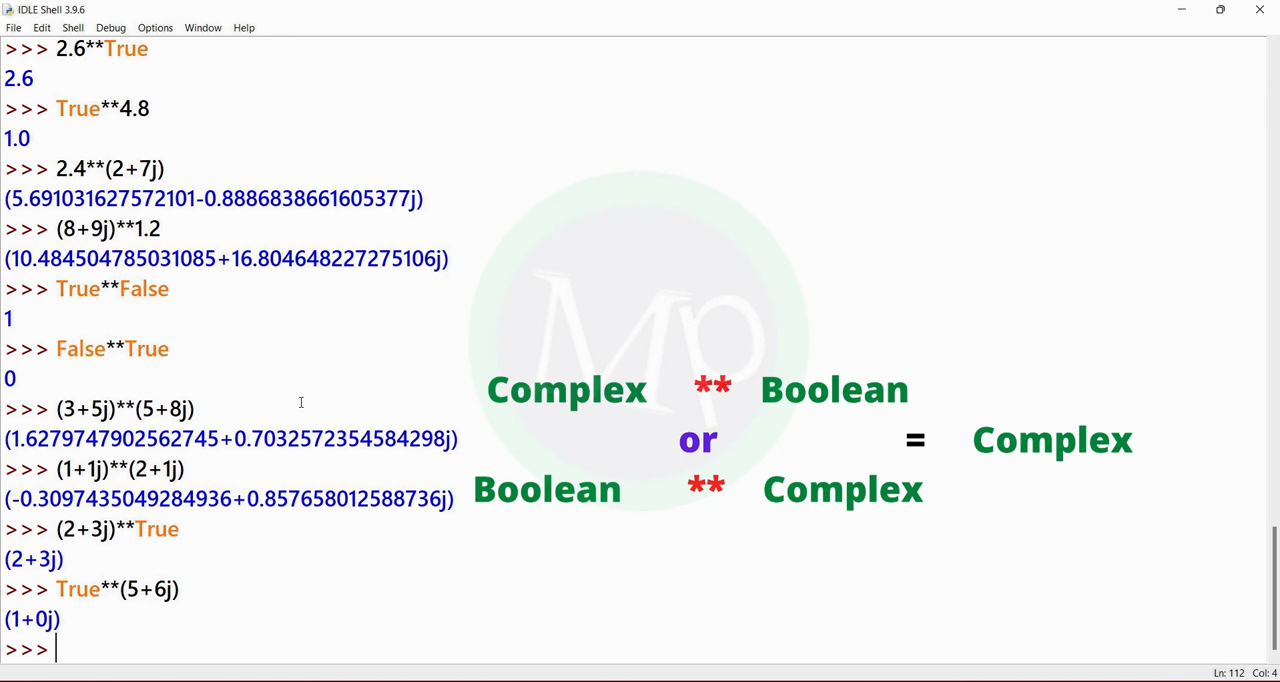 IDLE Shell 3.9.6
File Edit Shell Debug Options Window Help
>>> 2.6**True
2.6
>>> True**4.8
1.0
>>> 2.4**(2+7j)
(5.691031627572101-0.8886838661605377j)
>>> (8+9j)**1.2
(10.484504785031085+16.804648227275106j)
>>> True**False
1
>>> False**True
0
>>> (3+5j)**(5+8j)
(1.6279747902562745+0.7032572354584298j)
>>> (1+1j)**(2+1j)
(-0.3097435049284936+0.857658012588736j)
>>> (2+3j)**True
(2+3j)
>>> True**(5+6j)
(1+0j)
>>>
Mp
Complex ** Boolean
or = Complex
Boolean ** Complex
Ln: 112 Col: 4